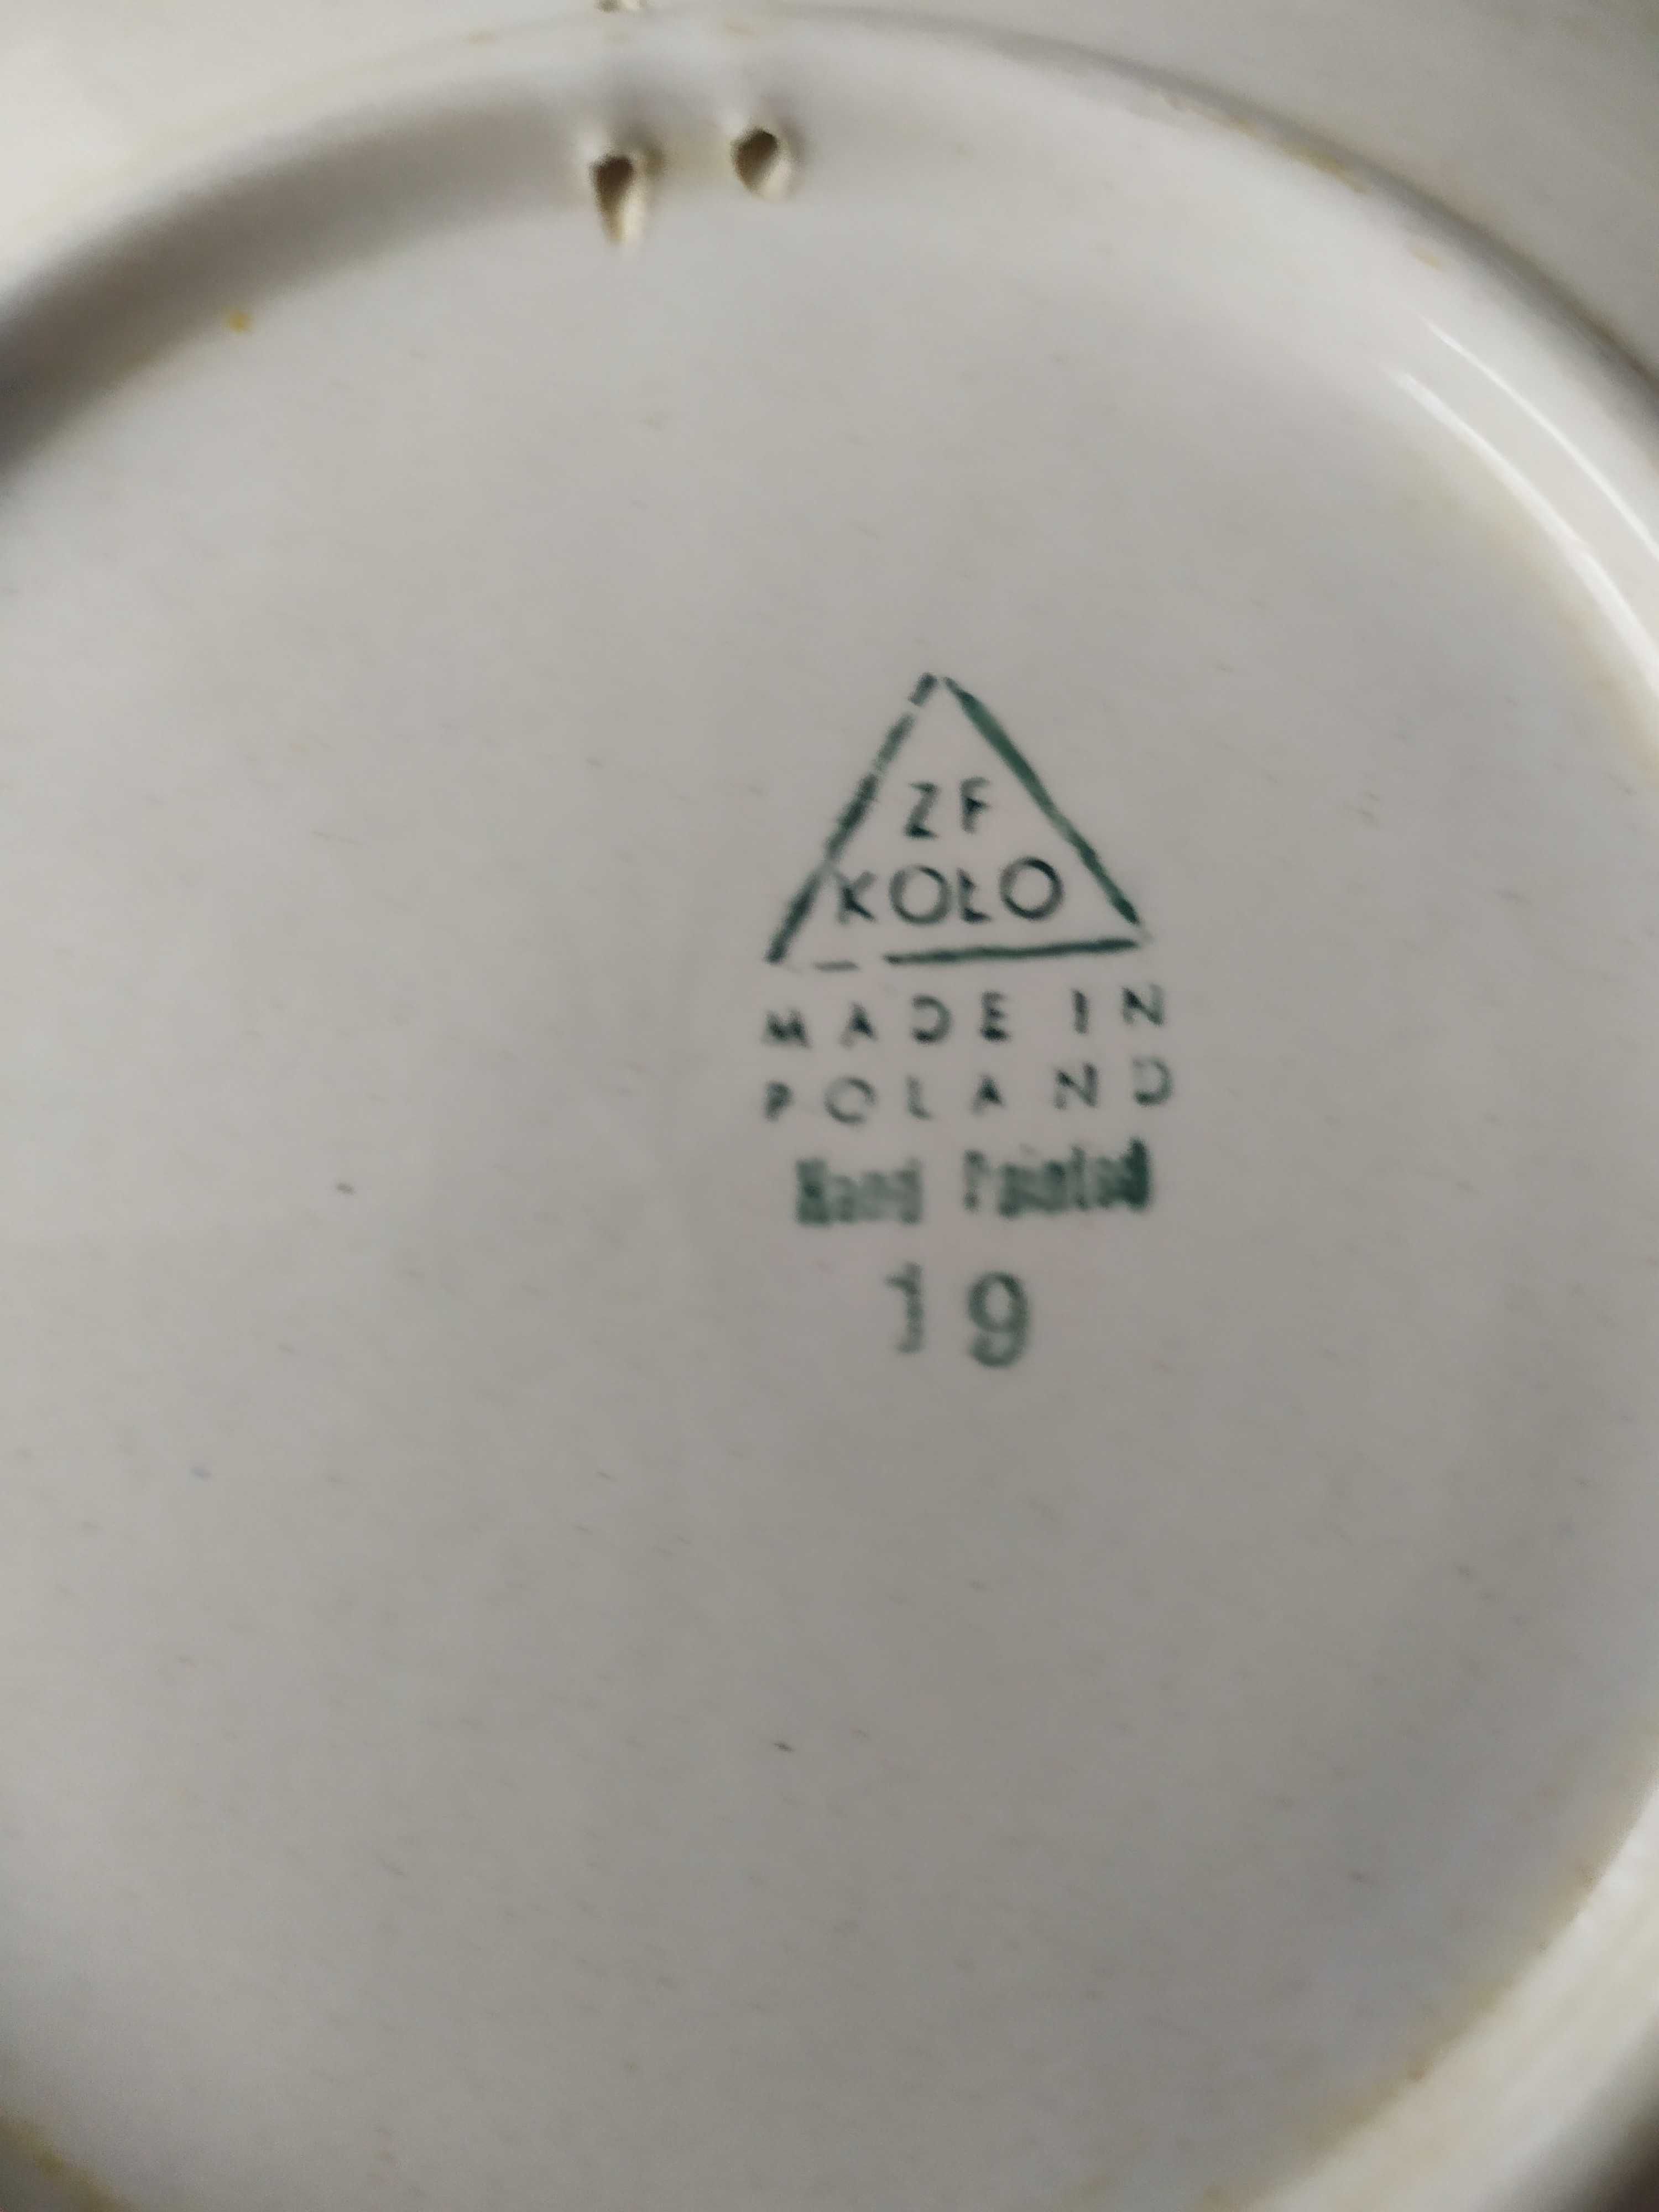 ZF
KOŁO
MADE IN
POLAND
Hand Painted
19